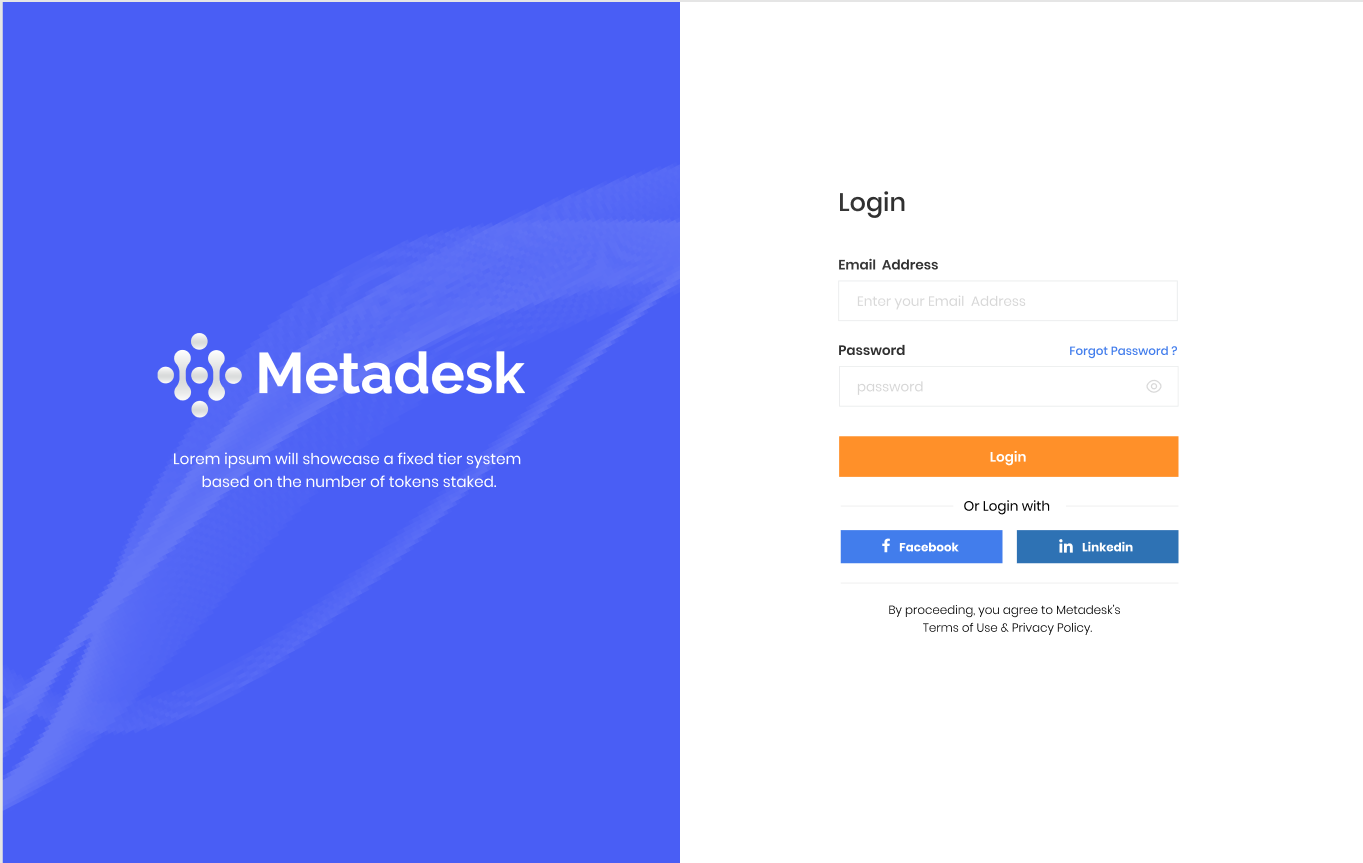 Metadesk
Lorem ipsum will showcase a fixed tier system
based on the number of tokens staked.
Login
Email  Address
Enter your Email  Address
Password
Forgot Password ?
password
Login
Or Login with
Facebook
Linkedin
By proceeding, you agree to Metadesk's
Terms of Use & Privacy Policy.